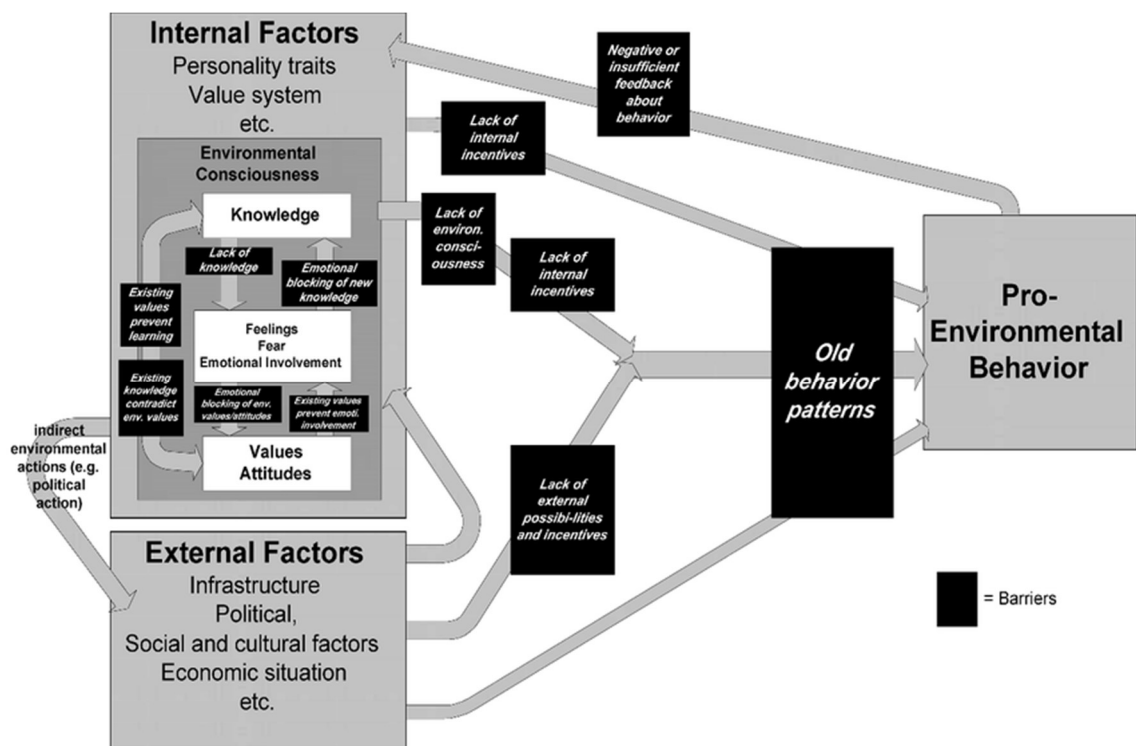 Internal Factors
Personality traits
Value system
etc.
Environmental
Consciousness
Knowledge
Lack of
knowledge
Emotional
blocking of new
knowledge
Existing
values
prevent
learning
Feelings
Fear
Emotional Involvement
Existing
knowledge
contradict
env. values
Emotional
blocking of env.
values/attitudes
Existing values
prevent emoti.
involvement
Values
Attitudes
indirect
environmental
actions (e.g.
political
action)
External Factors
Infrastructure
Political,
Social and cultural factors
Economic situation
etc.
Negative or
insufficient
feedback
about
behavior
Lack of
internal
incentives
Lack of
environ.
consci-
ousness
Lack of
internal
incentives
Lack of
external
possibi-lities
and incentives
Old
behavior
patterns
Pro-
Environmental
Behavior
= Barriers